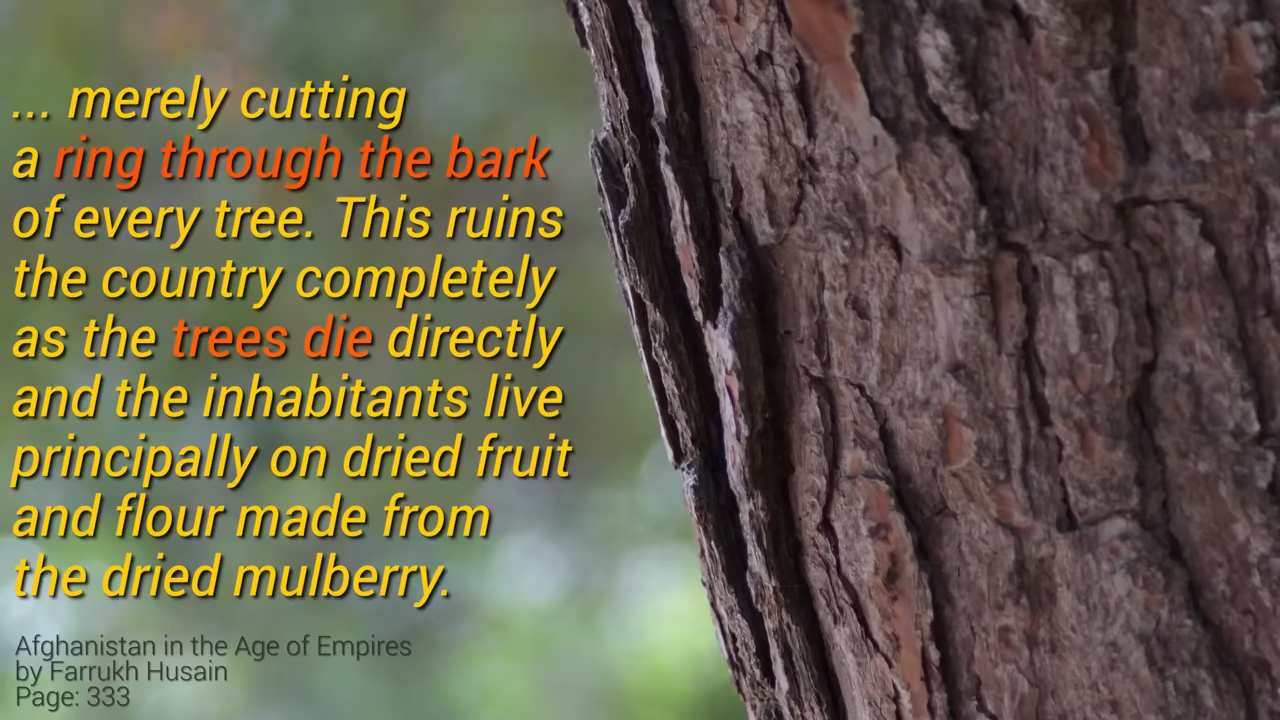 ... merely cutting
a ring through the bark
of every tree. This ruins
the country completely
as the trees die directly
and the inhabitants live
principally on dried fruit
and flour made from
the dried mulberry.
Afghanistan in the Age of Empires
by Farrukh Husain
Page: 333